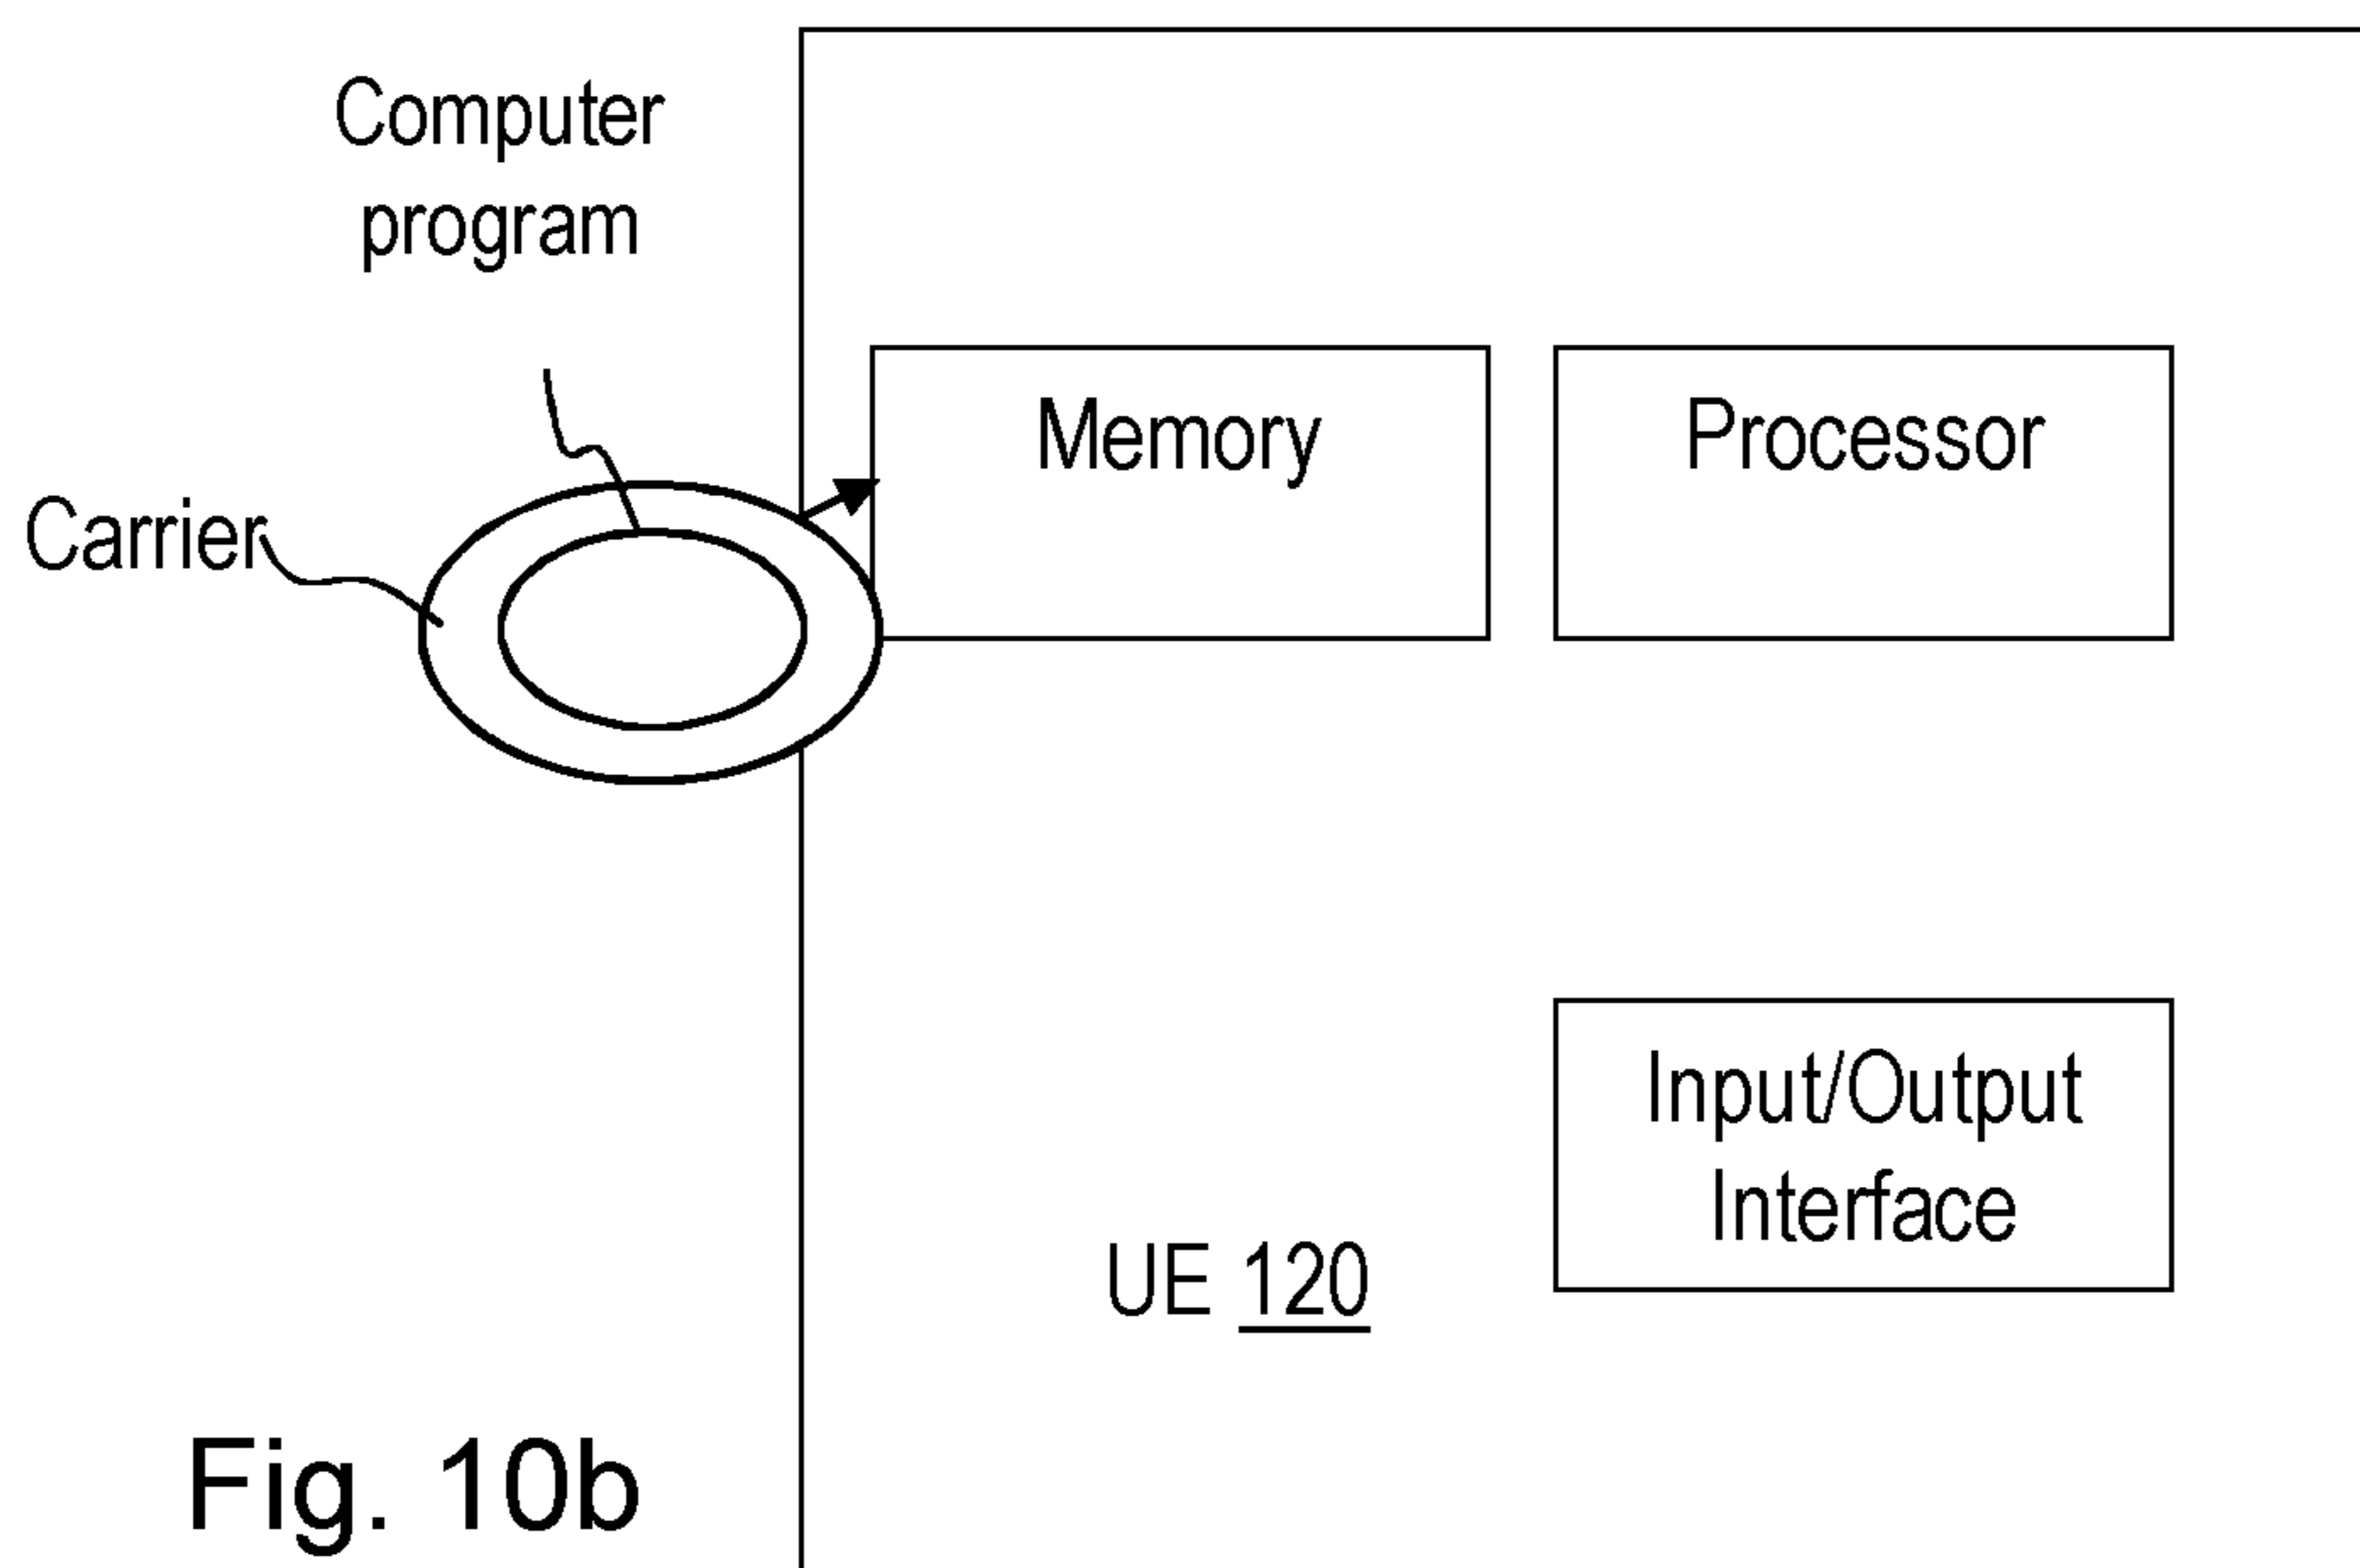 Computer
program
Memory
Processor
Carrier
Input/Output
Interface
UE 120
Fig. 10b